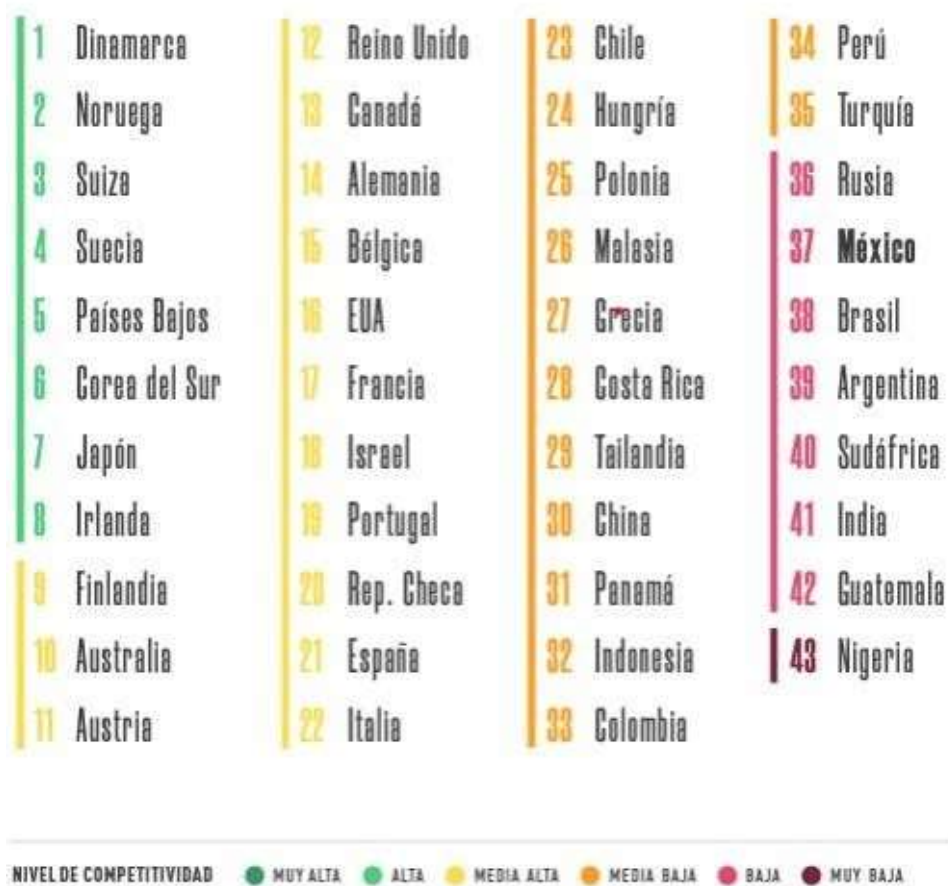 1 Dinamarca
2 Noruega
3 Suiza
4 Suecia
5 Países Bajos
6 Corea del Sur
7 Japón
8 Irlanda
9 Finlandia
10 Australia
11 Austria
12 Reino Unido
13 Canadá
14 Alemania
15 Bélgica
16 EUA
17 Francia
18 Israel
19 Portugal
20 Rep. Checa
21 España
22 Italia
23 Chile
24 Hungría
25 Polonia
26 Malasia
27 Grecia
28 Costa Rica
29 Tailandia
30 China
31 Panamá
32 Indonesia
33 Colombia
34 Perú
35 Turquía
36 Rusia
37 México
38 Brasil
39 Argentina
40 Sudáfrica
41 India
42 Guatemala
43 Nigeria
NIVEL DE COMPETITIVIDAD MUY ALTA ALTA MEDIA ALTA MEDIA BAJA BAJA MUY BAJA